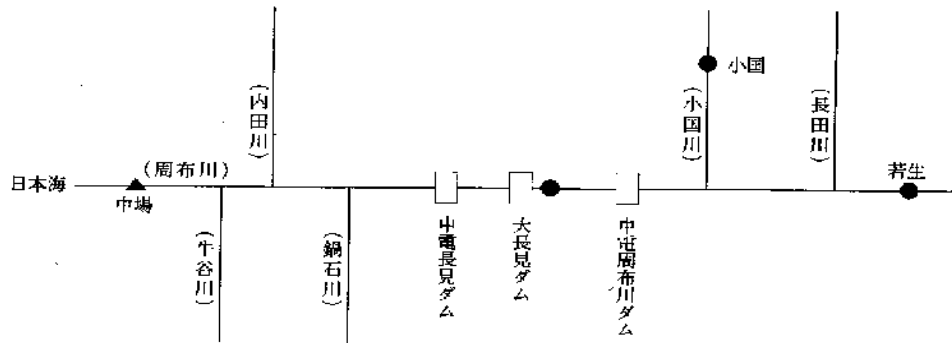 小国
(内田川)
(小国川)
(長田川)
日本海
(周布川)
中場
若生
(牛谷川)
(鍋石川)
中電長見ダム
大長見ダム
中電周布川ダム